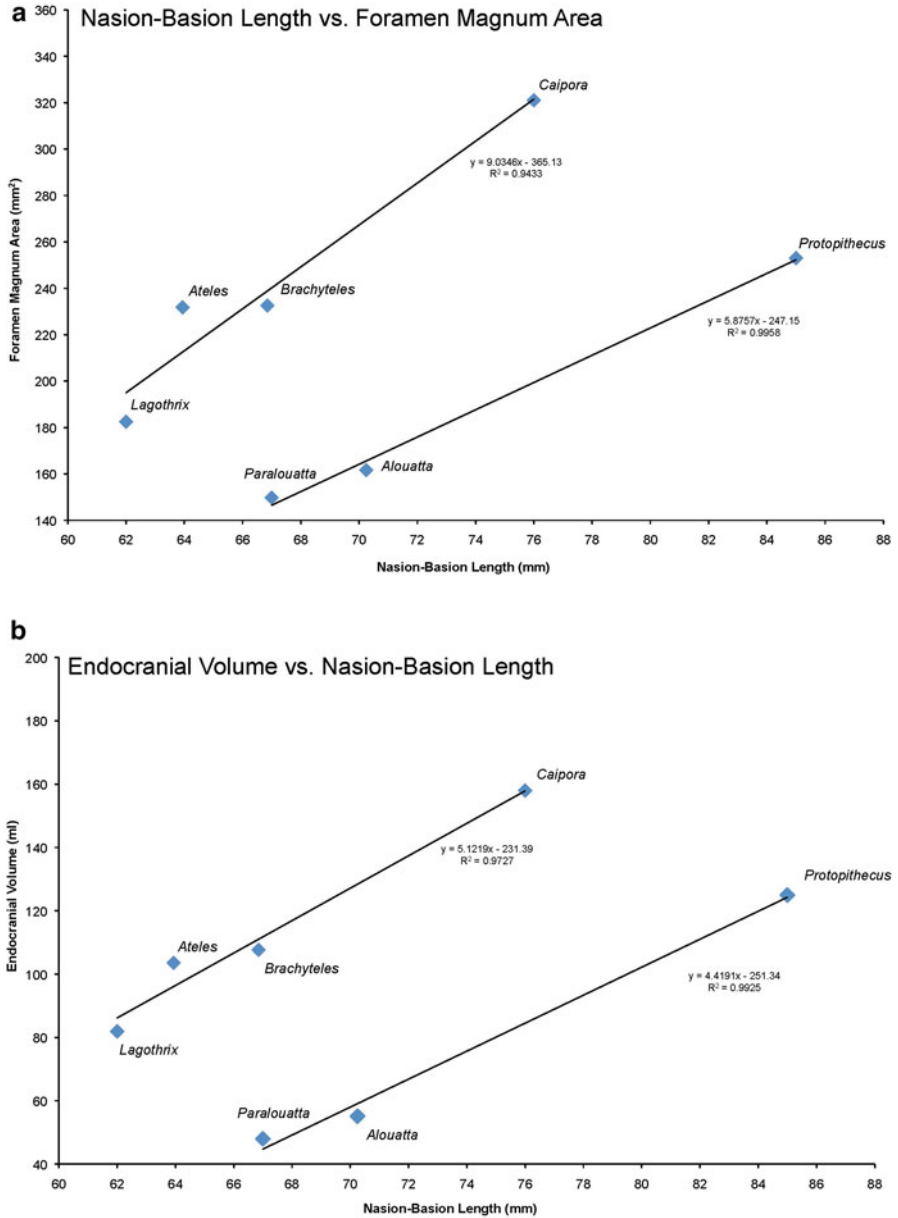 a
Nasion-Basion Length vs. Foramen Magnum Area
360
340
320
300
280
260
240
220
200
180
160
140
Foramen Magnum Area (mm²)
Caipora
y = 9.0346x - 365.13
R² = 0.9433
Protopithecus
Ateles
Brachyteles
y = 5.8757x - 247.15
R² = 0.9958
Lagothrix
Paralouatta
Alouatta
60 62 64 66 68 70 72 74 76 78 80 82 84 86 88
Nasion-Basion Length (mm)
b
Endocranial Volume vs. Nasion-Basion Length
200
180
160
140
120
100
80
60
40
Endocranial Volume (ml)
Caipora
y = 5.1219x - 231.39
R² = 0.9727
Protopithecus
Ateles
Brachyteles
y = 4.4191x - 251.34
R² = 0.9925
Lagothrix
Paralouatta
Alouatta
60 62 64 66 68 70 72 74 76 78 80 82 84 86 88
Nasion-Basion Length (mm)